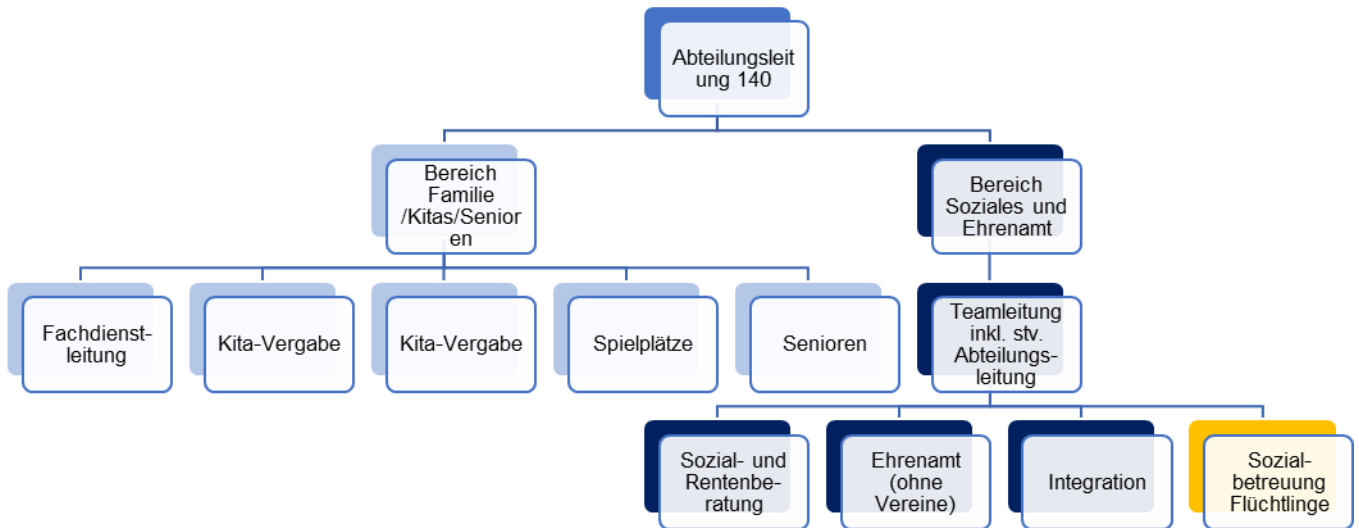 Abteilungsleit
ung 140
Bereich
Familie
/Kitas/Senior
en
Bereich
Soziales und
Ehrenamt
Fachdienst-
leitung
Kita-Vergabe
Kita-Vergabe
Spielplätze
Senioren
Teamleitung
inkl. stv.
Abteilungs-
leitung
Sozial- und
Rentenbe-
ratung
Ehrenamt
(ohne
Vereine)
Integration
Sozial-
betreuung
Flüchtlinge